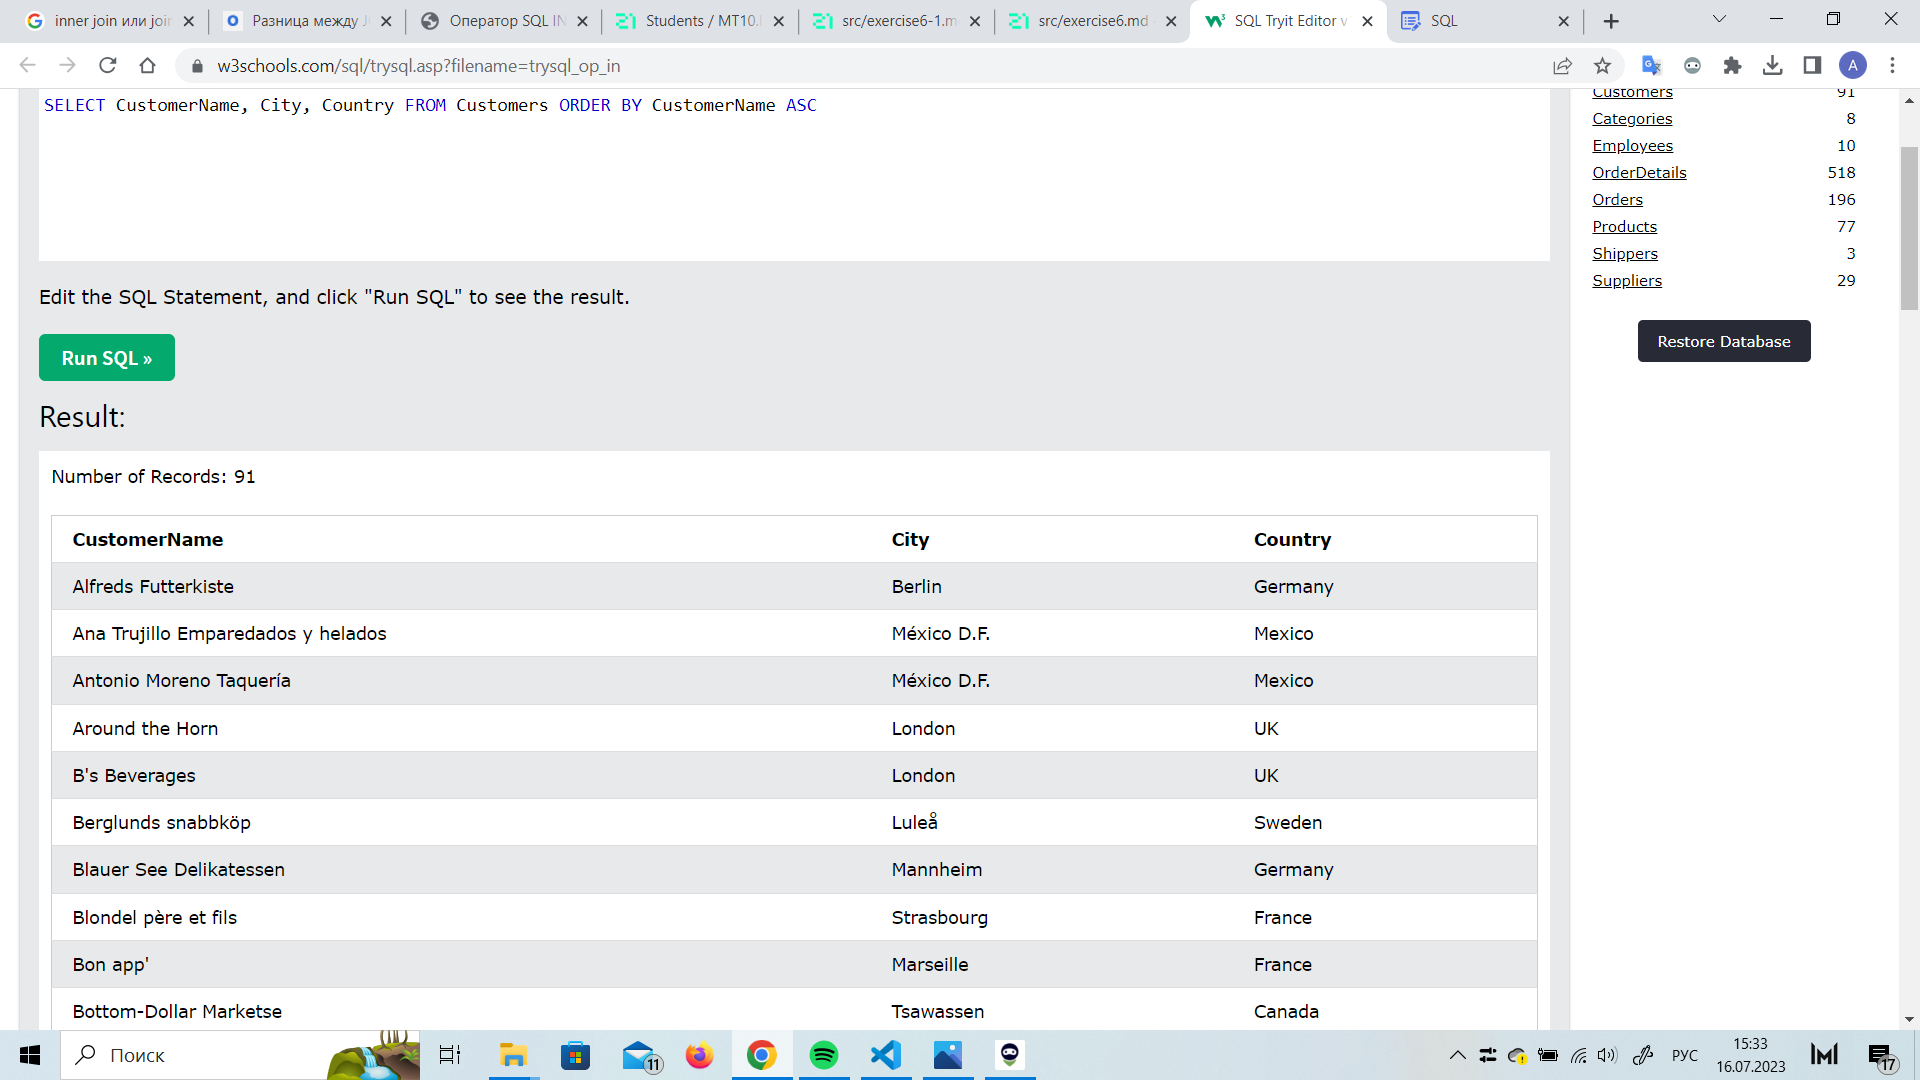 inner join или join
Разница между J
Оператор SQL IN
Students / MT10.
src/exercise6-1.m
src/exercise6.md
SQL Tryit Editor v
SQL
w3schools.com/sql/trysql.asp?filename=trysql_op_in
A
SELECT CustomerName, City, Country FROM Customers ORDER BY CustomerName ASC
Edit the SQL Statement, and click "Run SQL" to see the result.
Run SQL »
Result:
Number of Records: 91
CustomerName City Country
Alfreds Futterkiste Berlin Germany
Ana Trujillo Emparedados y helados México D.F. Mexico
Antonio Moreno Taquería México D.F. Mexico
Around the Horn London UK
B's Beverages London UK
Berglunds snabbköp Luleå Sweden
Blauer See Delikatessen Mannheim Germany
Blondel père et fils Strasbourg France
Bon app' Marseille France
Bottom-Dollar Marketse Tsawassen Canada
Customers 91
Categories 8
Employees 10
OrderDetails 518
Orders 196
Products 77
Shippers 3
Suppliers 29
Restore Database
Поиск
11
РУС
15:33
16.07.2023
17